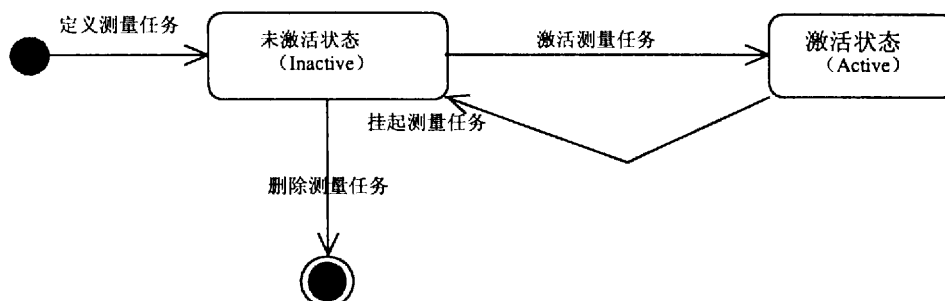 定义测量任务
未激活状态
（Inactive）
激活测量任务
激活状态
（Active）
挂起测量任务
删除测量任务